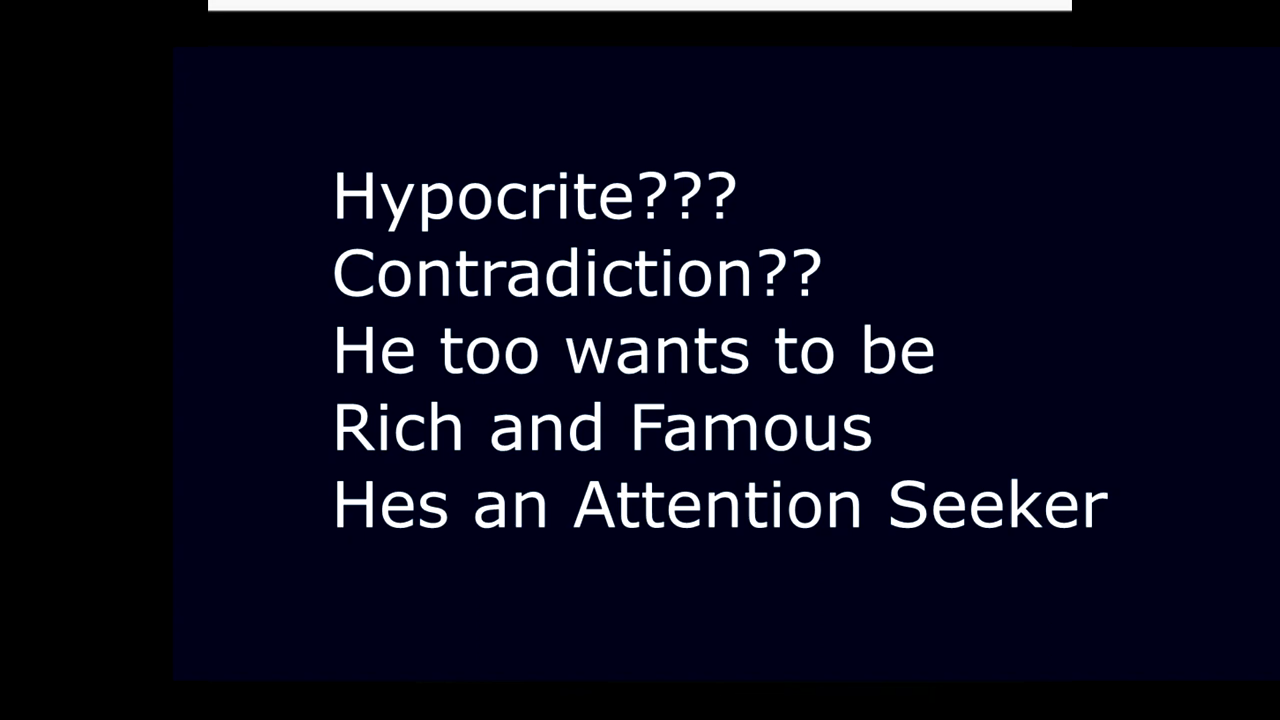 Hypocrite???
Contradiction??
He too wants to be
Rich and Famous
Hes an Attention Seeker